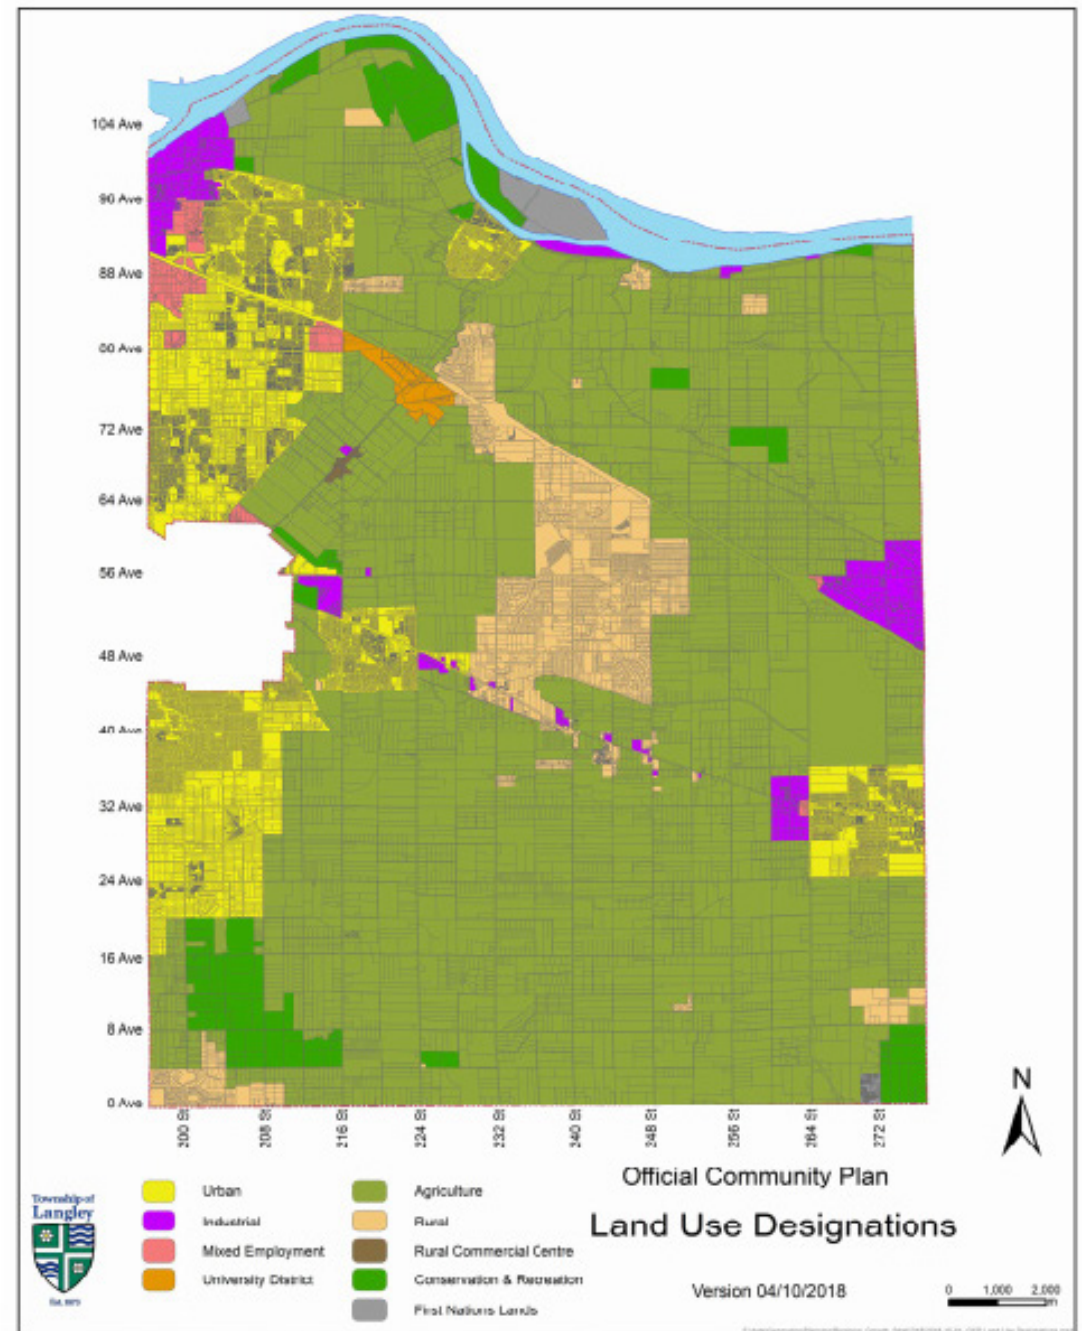 104 Ave
96 Ave
88 Ave
80 Ave
72 Ave
64 Ave
56 Ave
48 Ave
40 Ave
32 Ave
24 Ave
16 Ave
8 Ave
0 Ave
200 St
208 St
216 St
224 St
232 St
240 St
248 St
256 St
264 St
272 St
N
Official Community Plan
Land Use Designations
Version 04/10/2018
0 1,000 2,000
m
Township of
Langley
Est. 1873
Urban
Industrial
Mixed Employment
University District
Agriculture
Rural
Rural Commercial Centre
Conservation & Recreation
First Nations Lands